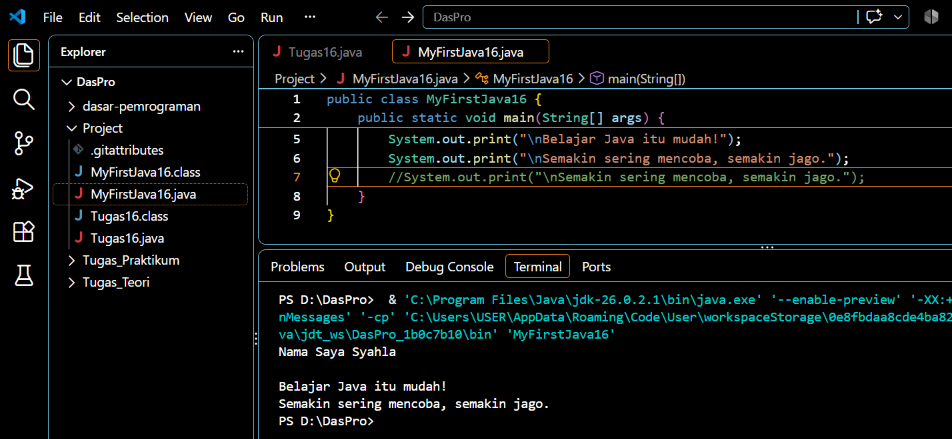 File Edit Selection View Go Run ··· DasPro
Explorer ···
DasPro
dasar-pemrograman
Project
.gitattributes
MyFirstJava16.class
MyFirstJava16.java
Tugas16.class
Tugas16.java
Tugas_Praktikum
Tugas_Teori
Tugas16.java MyFirstJava16.java
Project > MyFirstJava16.java > MyFirstJava16 > main(String[])
1 public class MyFirstJava16 {
2 public static void main(String[] args) {
5 System.out.print("\nBelajar Java itu mudah!");
6 System.out.print("\nSemakin sering mencoba, semakin jago.");
7 //System.out.print("\nSemakin sering mencoba, semakin jago.");
8 }
9 }
Problems Output Debug Console Terminal Ports
PS D:\DasPro> & 'C:\Program Files\Java\jdk-26.0.2.1\bin\java.exe' '--enable-preview' '-XX:+
nMessages' '-cp' 'C:\Users\USER\AppData\Roaming\Code\User\workspaceStorage\0e8fbdaa8cde4ba82
va\jdt_ws\DasPro_1b0c7b10\bin' 'MyFirstJava16'
Nama Saya Syahla
Belajar Java itu mudah!
Semakin sering mencoba, semakin jago.
PS D:\DasPro>